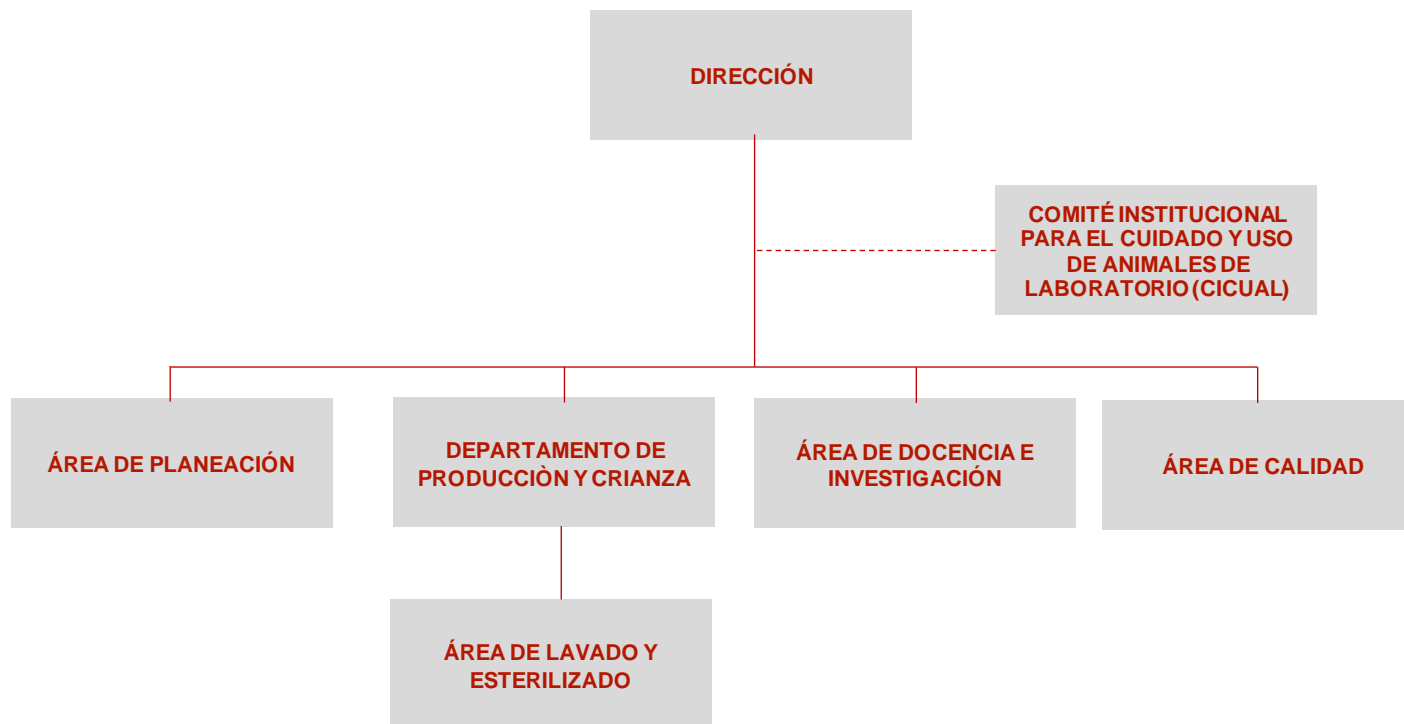 DIRECCIÓN
COMITÉ INSTITUCIONAL
PARA EL CUIDADO Y USO
DE ANIMALES DE
LABORATORIO (CICUAL)
ÁREA DE PLANEACIÓN
DEPARTAMENTO DE
PRODUCCIÒN Y CRIANZA
ÁREA DE DOCENCIA E
INVESTIGACIÓN
ÁREA DE CALIDAD
ÁREA DE LAVADO Y
ESTERILIZADO